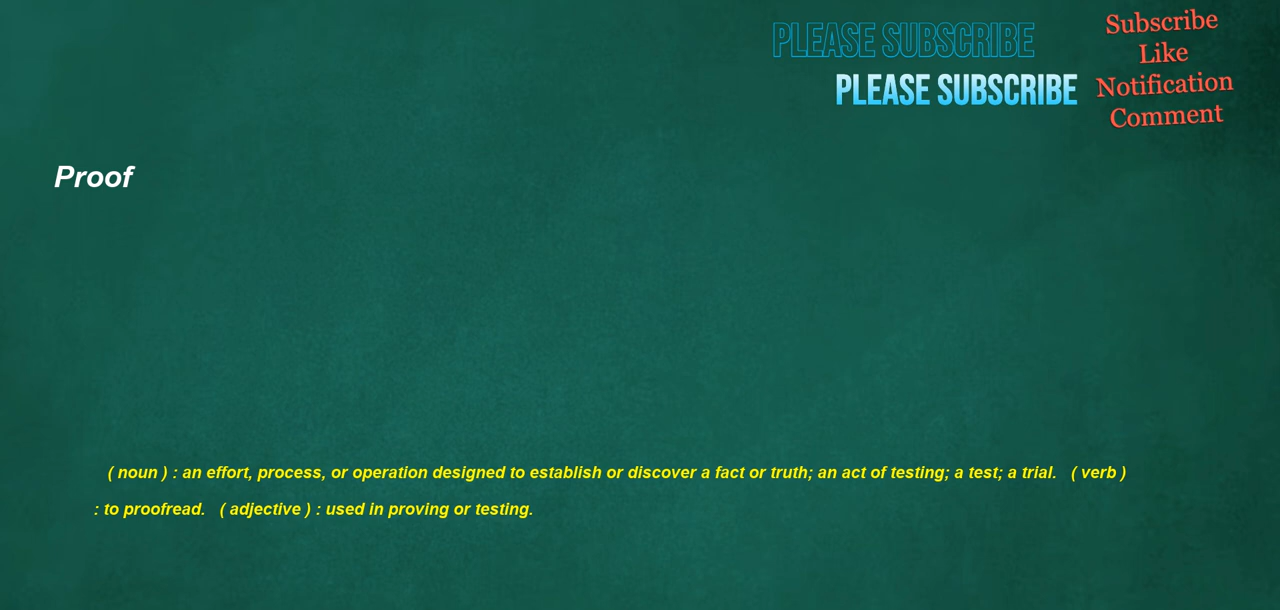 PLEASE SUBSCRIBE
PLEASE SUBSCRIBE
Subscribe
Like
Notification
Comment
Proof
( noun ) : an effort, process, or operation designed to establish or discover a fact or truth; an act of testing; a test; a trial. ( verb )
: to proofread. ( adjective ) : used in proving or testing.